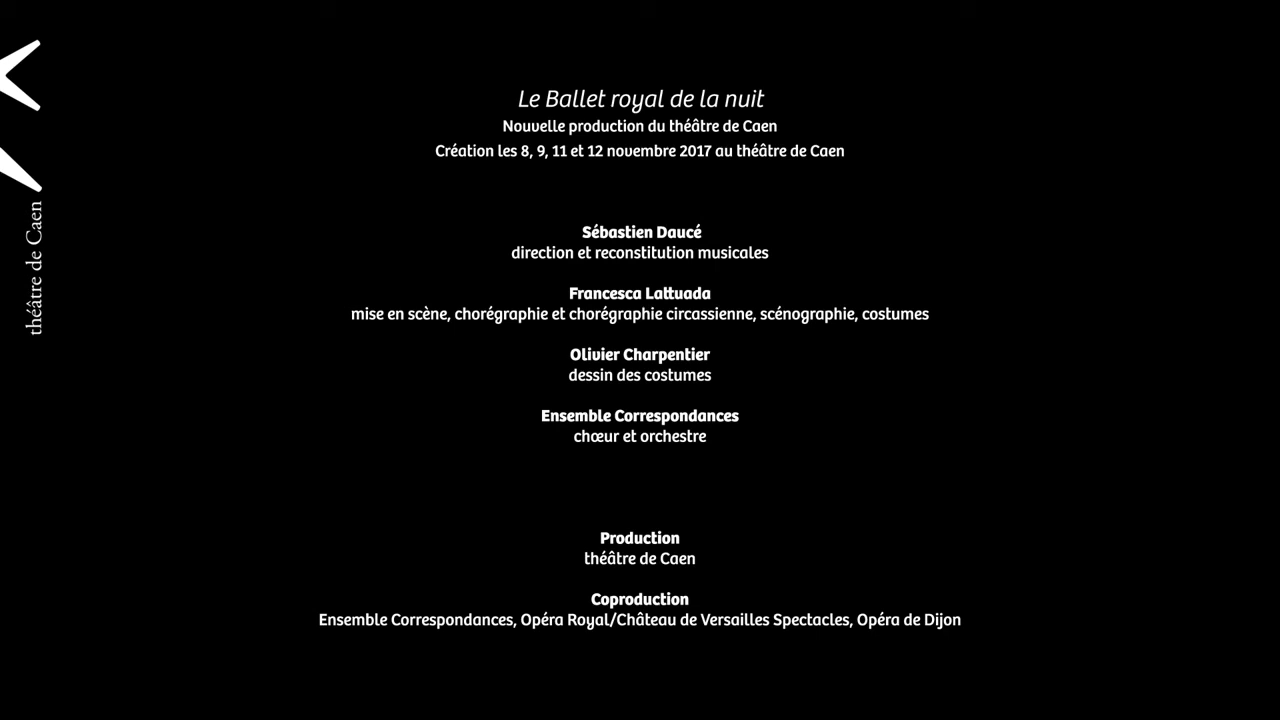 Le Ballet royal de la nuit
Nouvelle production du théâtre de Caen
Création les 8, 9, 11 et 12 novembre 2017 au théâtre de Caen
Sébastien Daucé
direction et reconstitution musicales
Francesca Lattuada
mise en scène, chorégraphie et chorégraphie circassienne, scénographie, costumes
Olivier Charpentier
dessin des costumes
Ensemble Correspondances
chœur et orchestre
Production
théâtre de Caen
Coproduction
Ensemble Correspondances, Opéra Royal/Château de Versailles Spectacles, Opéra de Dijon
théâtre de Caen